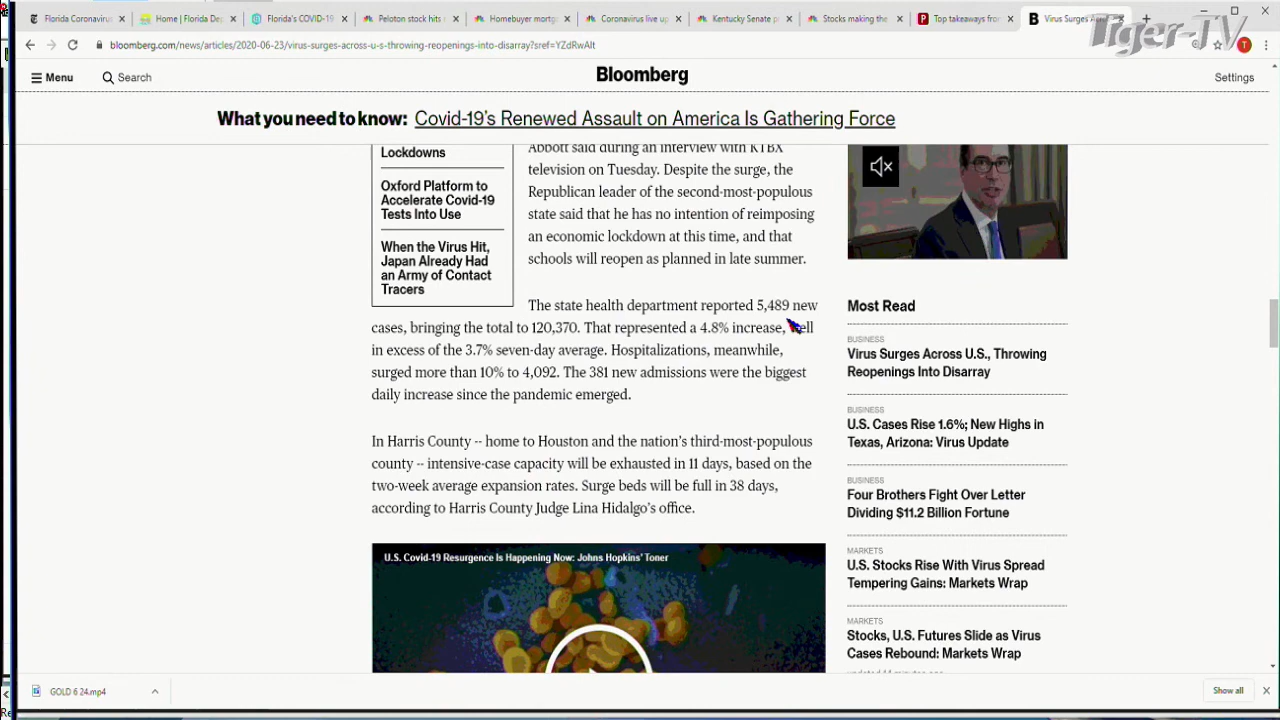 Florida Coronavirus
Home | Florida De
Florida's COVID-19
Peloton stock hits
Homebuyer mortg
Coronavirus live up
Kentucky Senate p
Stocks making the
Top takeaways from
Virus Surges Acr
Tiger-TV
bloomberg.com/news/articles/2020-06-23/virus-surges-across-u-s-throwing-reopenings-into-disarray?sref=YZdRwAlt
T
Menu
Search
Bloomberg
Settings
What you need to know: Covid-19's Renewed Assault on America Is Gathering Force
Lockdowns
Oxford Platform to
Accelerate Covid-19
Tests Into Use
When the Virus Hit,
Japan Already Had
an Army of Contact
Tracers
Abbott said during an interview with KTBX
television on Tuesday. Despite the surge, the
Republican leader of the second-most-populous
state said that he has no intention of reimposing
an economic lockdown at this time, and that
schools will reopen as planned in late summer.
The state health department reported 5,489 new
cases, bringing the total to 120,370. That represented a 4.8% increase, well
in excess of the 3.7% seven-day average. Hospitalizations, meanwhile,
surged more than 10% to 4,092. The 381 new admissions were the biggest
daily increase since the pandemic emerged.
In Harris County -- home to Houston and the nation's third-most-populous
county -- intensive-case capacity will be exhausted in 11 days, based on the
two-week average expansion rates. Surge beds will be full in 38 days,
according to Harris County Judge Lina Hidalgo's office.
U.S. Covid-19 Resurgence Is Happening Now: Johns Hopkins' Toner
Most Read
BUSINESS
Virus Surges Across U.S., Throwing
Reopenings Into Disarray
BUSINESS
U.S. Cases Rise 1.6%; New Highs in
Texas, Arizona: Virus Update
BUSINESS
Four Brothers Fight Over Letter
Dividing $11.2 Billion Fortune
MARKETS
U.S. Stocks Rise With Virus Spread
Tempering Gains: Markets Wrap
MARKETS
Stocks, U.S. Futures Slide as Virus
Cases Rebound: Markets Wrap
GOLD 6 24.mp4
Show all